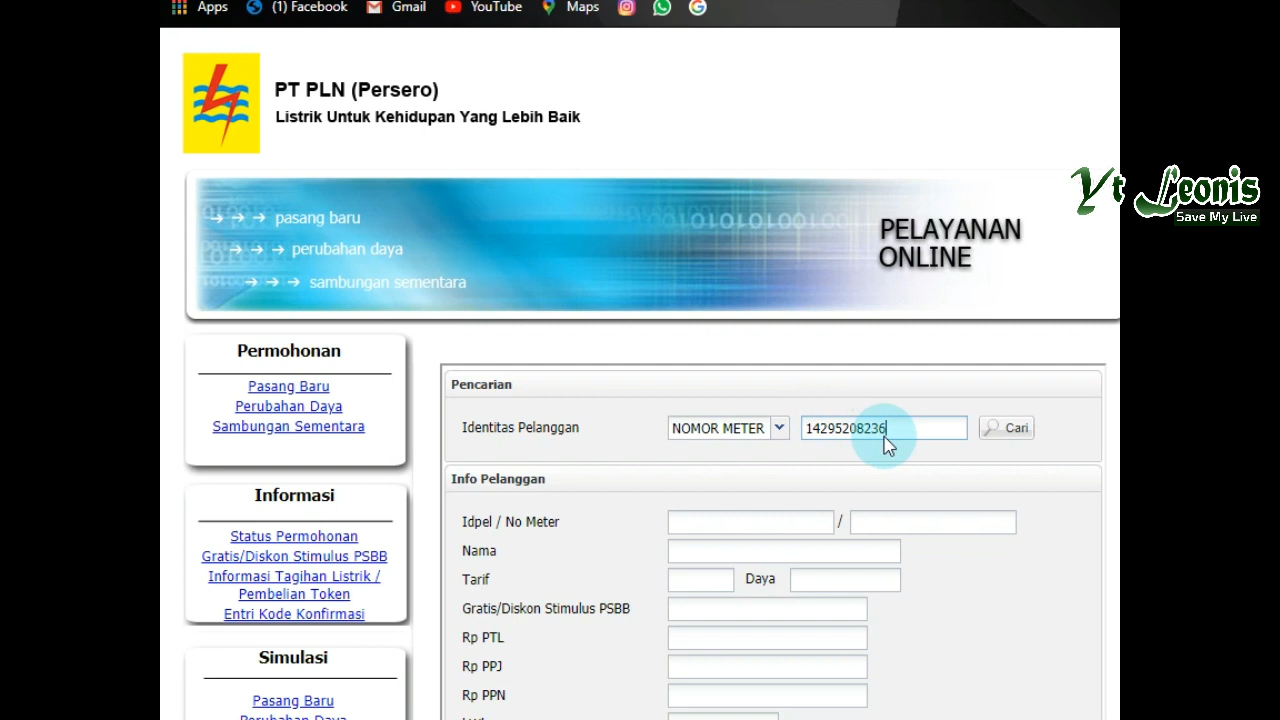 Apps (1) Facebook Gmail YouTube Maps
PT PLN (Persero)
Listrik Untuk Kehidupan Yang Lebih Baik
Yt Leonis
Save My Live
pasang baru
perubahan daya
sambungan sementara
PELAYANAN
ONLINE
Permohonan
Pasang Baru
Perubahan Daya
Sambungan Sementara
Informasi
Status Permohonan
Gratis/Diskon Stimulus PSBB
Informasi Tagihan Listrik /
Pembelian Token
Entri Kode Konfirmasi
Simulasi
Pasang Baru
Perubahan Daya
Pencarian
Identitas Pelanggan NOMOR METER 14295208236 Cari
Info Pelanggan
Idpel / No Meter /
Nama
Tarif Daya
Gratis/Diskon Stimulus PSBB
Rp PTL
Rp PPJ
Rp PPN